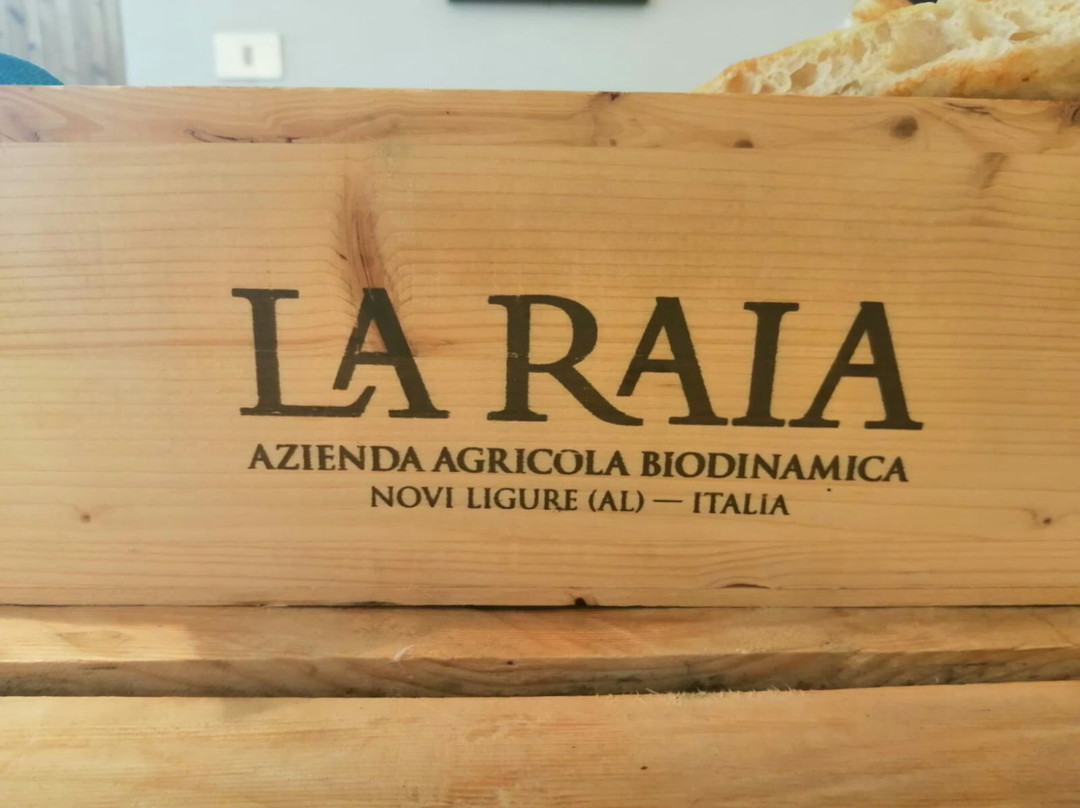 LA RAIA
AZIENDA AGRICOLA BIODINAMICA
NOVI LIGURE (AL) — ITALIA